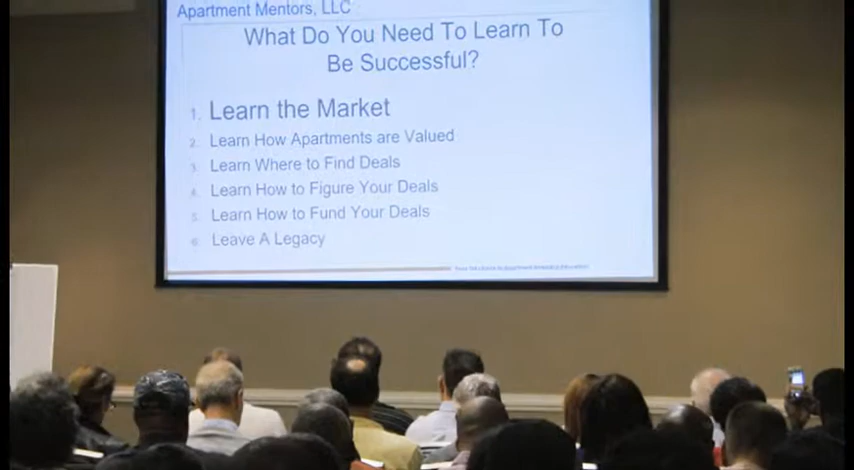 Apartment Mentors, LLC
What Do You Need To Learn To
Be Successful?
1. Learn the Market
2. Learn How Apartments are Valued
3. Learn Where to Find Deals
4. Learn How to Figure Your Deals
5. Learn How to Fund Your Deals
6. Leave A Legacy